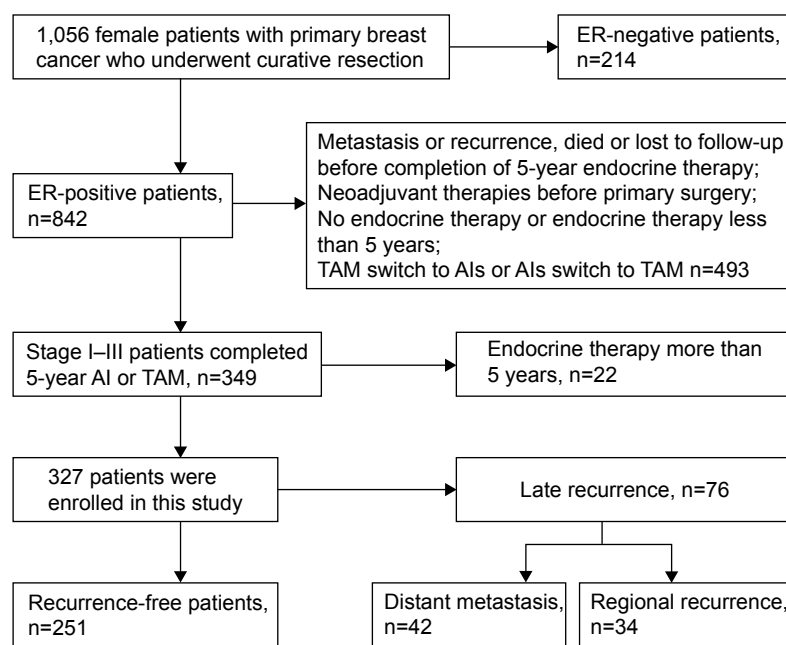 1,056 female patients with primary breast
cancer who underwent curative resection
ER-negative patients,
n=214
ER-positive patients,
n=842
Metastasis or recurrence, died or lost to follow-up
before completion of 5-year endocrine therapy;
Neoadjuvant therapies before primary surgery;
No endocrine therapy or endocrine therapy less
than 5 years;
TAM switch to AIs or AIs switch to TAM n=493
Stage I–III patients completed
5-year AI or TAM, n=349
Endocrine therapy more than
5 years, n=22
327 patients were
enrolled in this study
Late recurrence, n=76
Recurrence-free patients,
n=251
Distant metastasis,
n=42
Regional recurrence,
n=34